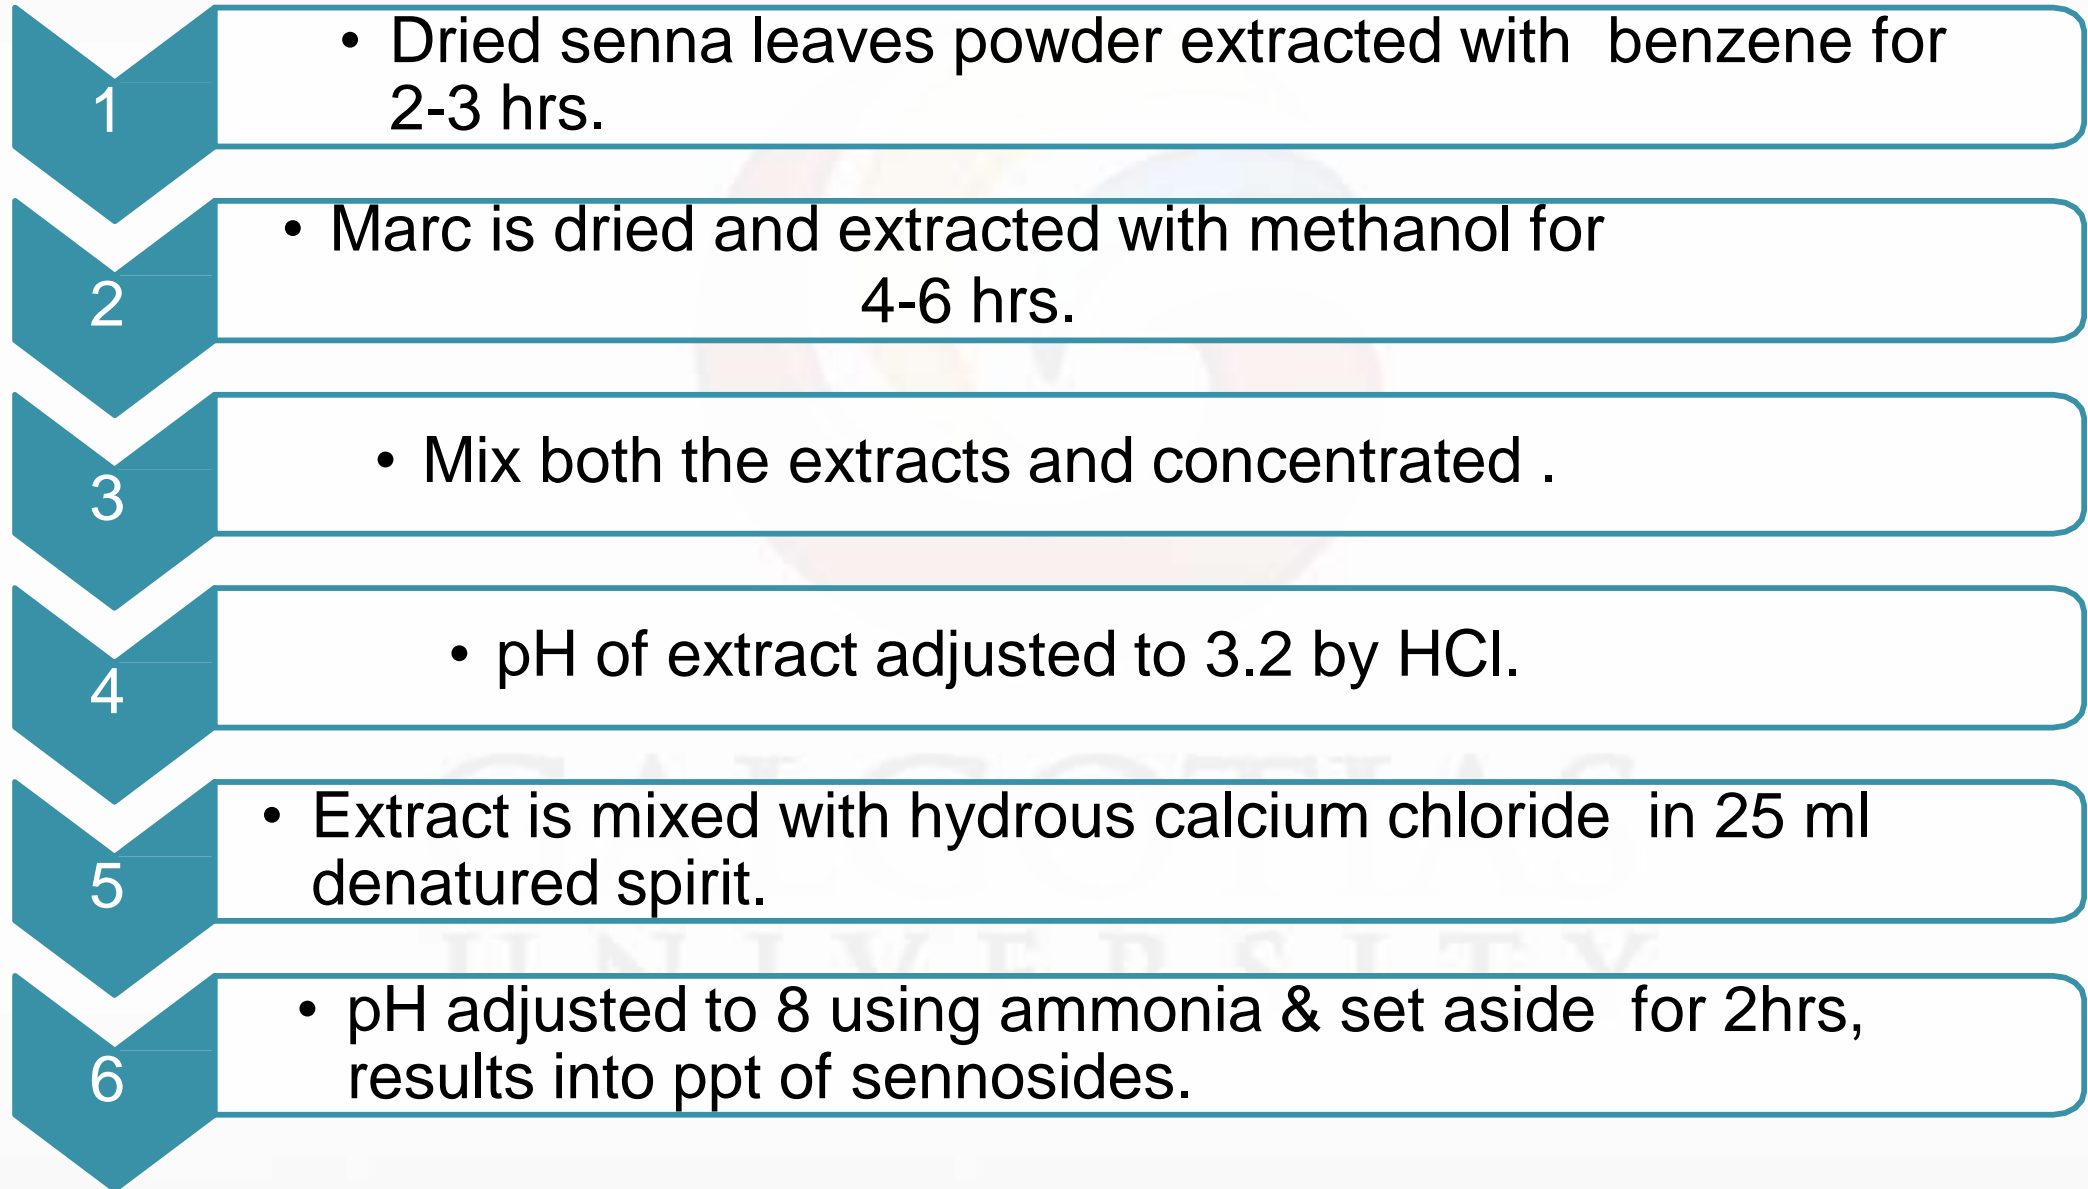 1
• Dried senna leaves powder extracted with benzene for
2-3 hrs.
2
• Marc is dried and extracted with methanol for
4-6 hrs.
3
• Mix both the extracts and concentrated .
4
• pH of extract adjusted to 3.2 by HCl.
GALGOTIAS
5
• Extract is mixed with hydrous calcium chloride in 25 ml
denatured spirit.
UNIVERSITY
6
• pH adjusted to 8 using ammonia & set aside for 2hrs,
results into ppt of sennosides.